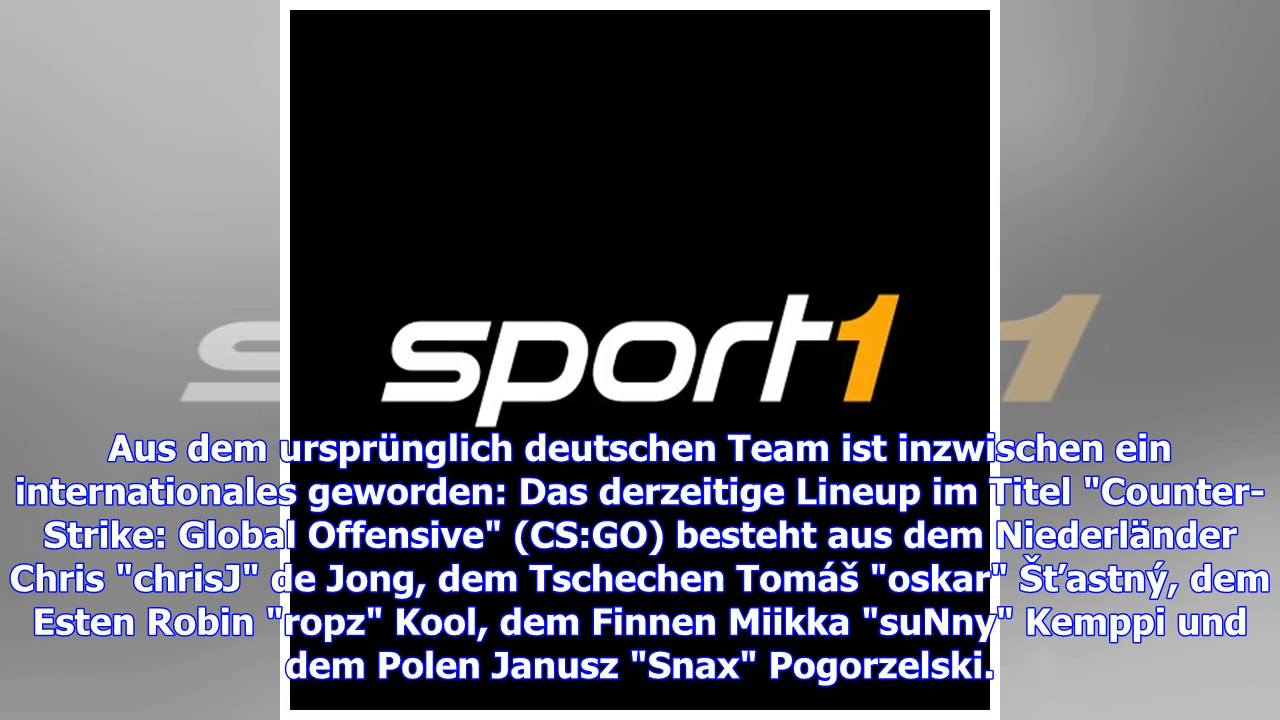 sport1
Aus dem ursprünglich deutschen Team ist inzwischen ein
internationales geworden: Das derzeitige Lineup im Titel "Counter-
Strike: Global Offensive" (CS:GO) besteht aus dem Niederländer
Chris "chrisJ" de Jong, dem Tschechen Tomáš "oskar" Šťastný, dem
Esten Robin "ropz" Kool, dem Finnen Miikka "suNny" Kemppi und
dem Polen Janusz "Snax" Pogorzelski.